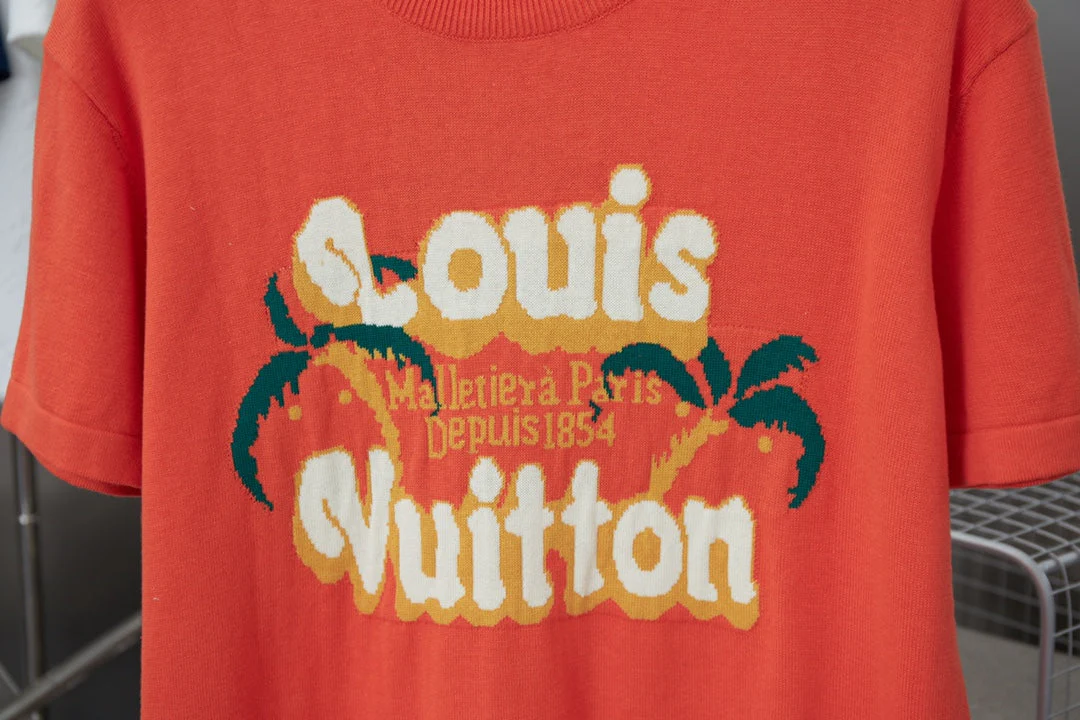 Louis
Malletier à Paris
Depuis 1854
Vuitton